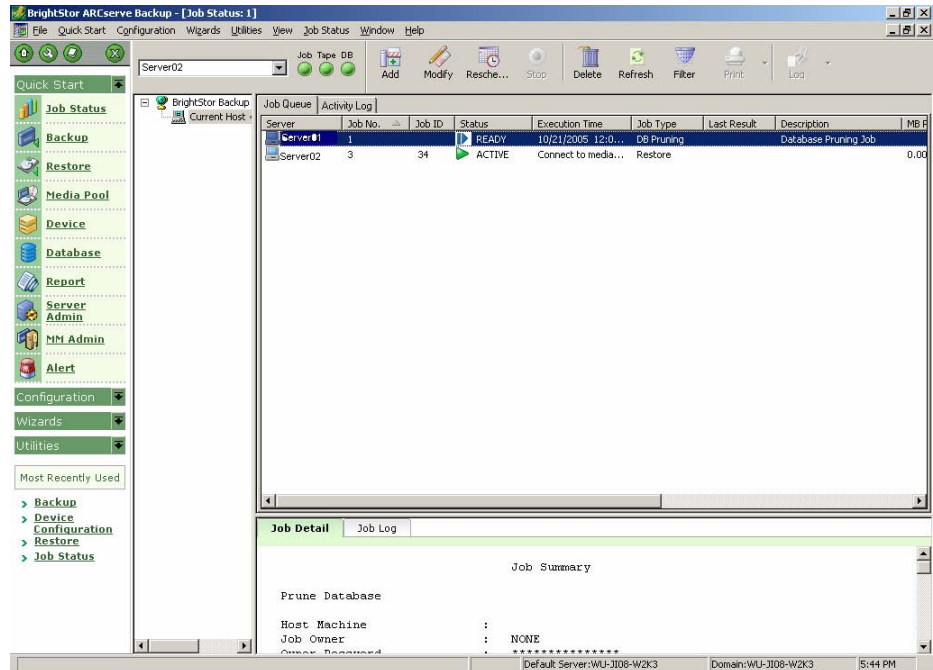 BrightStor ARCserve Backup - [Job Status: 1]
File Quick Start Configuration Wizards Utilities View Job Status Window Help
Server02
Job Tape DB
Add Modify Resche... Stop Delete Refresh Filter Print Log
Quick Start
Job Status
Backup
Restore
Media Pool
Device
Database
Report
Server
Admin
MM Admin
Alert
Configuration
Wizards
Utilities
Most Recently Used
Backup
Device
Configuration
Restore
Job Status
BrightStor Backup
Current Host
Job Queue Activity Log
Server Job No. Job ID Status Execution Time Job Type Last Result Description MB
Server01 1 READY 10/21/2005 12:0... DB Pruning Database Pruning Job
Server02 3 34 ACTIVE Connect to media... Restore 0.00
Job Detail Job Log
Job Summary
Prune Database
Host Machine :
Job Owner : NONE
Owner Password : ***************
Default Server:WU-JI08-W2K3 Domain:WU-JI08-W2K3 5:44 PM